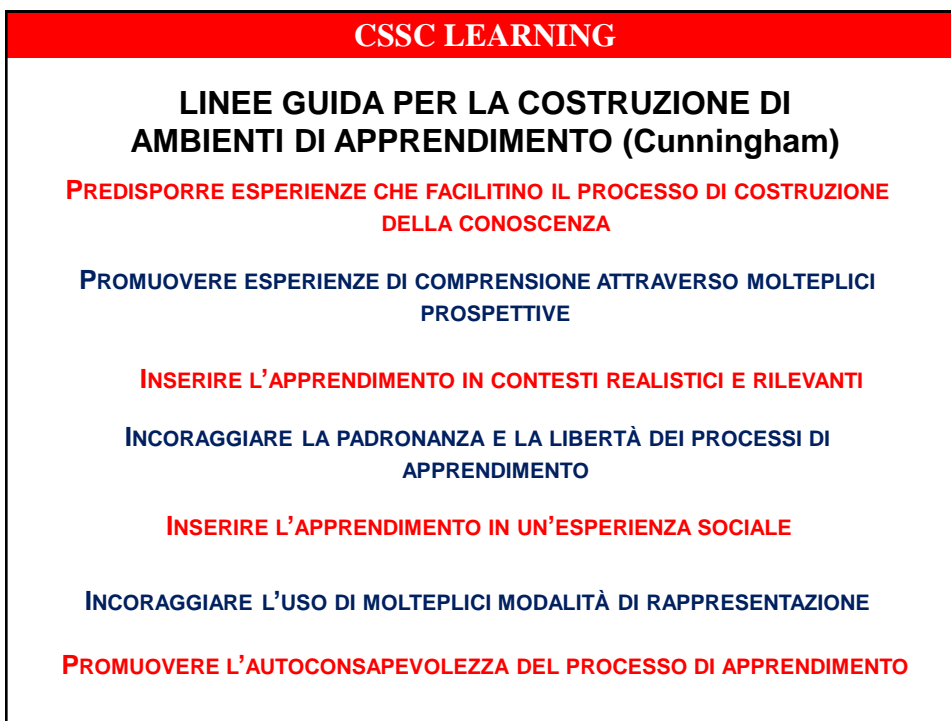 CSSC LEARNING
LINEE GUIDA PER LA COSTRUZIONE DI
AMBIENTI DI APPRENDIMENTO (Cunningham)
PREDISPORRE ESPERIENZE CHE FACILITINO IL PROCESSO DI COSTRUZIONE
DELLA CONOSCENZA
PROMUOVERE ESPERIENZE DI COMPRENSIONE ATTRAVERSO MOLTEPLICI
PROSPETTIVE
INSERIRE L’APPRENDIMENTO IN CONTESTI REALISTICI E RILEVANTI
INCORAGGIARE LA PADRONANZA E LA LIBERTÀ DEI PROCESSI DI
APPRENDIMENTO
INSERIRE L’APPRENDIMENTO IN UN’ESPERIENZA SOCIALE
INCORAGGIARE L’USO DI MOLTEPLICI MODALITÀ DI RAPPRESENTAZIONE
PROMUOVERE L’AUTOCONSAPEVOLEZZA DEL PROCESSO DI APPRENDIMENTO